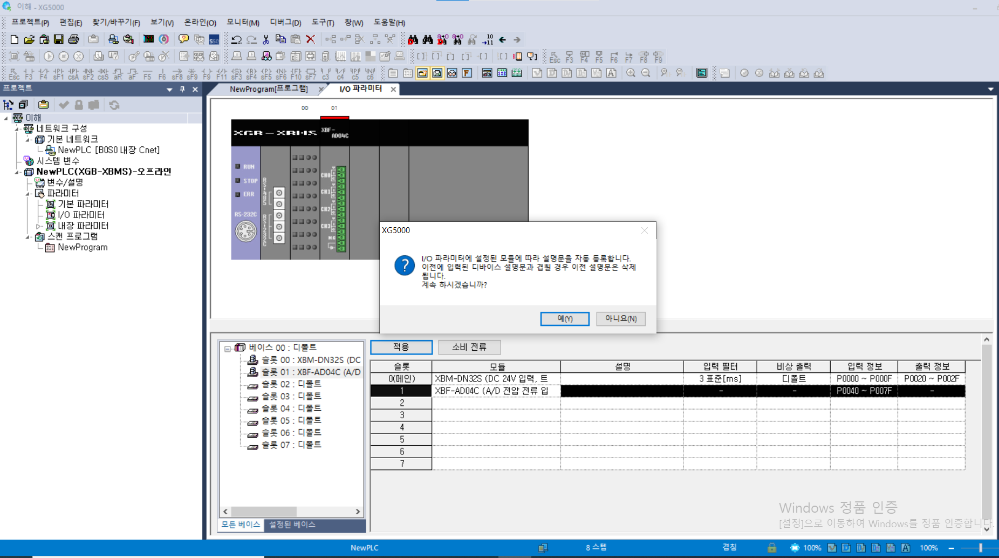 이해 - XG5000
프로젝트(P) 편집(E) 찾기/바꾸기(F) 보기(V) 온라인(O) 모니터(M) 디버그(D) 도구(T) 창(W) 도움말(H)
Esc F3 F4 F5 F6 F7 F8 F9
Esc F3 F4 sF1 csA sF2 csS aR aF F5 F6 sF8 sF9 F9 F11 sF3 sF4 sF5 sF6 F10 sF7 c3 c4 c5 c6
프로젝트
NewProgram[프로그램]
I/O 파라미터
이해
네트워크 구성
기본 네트워크
NewPLC [B0S0 내장 Cnet]
시스템 변수
NewPLC(XGB-XBMS)-오프라인
변수/설명
파라미터
기본 파라미터
I/O 파라미터
내장 파라미터
스캔 프로그램
NewProgram
00 01
XGB-XBMS
XBF-
AD04C
RUN
STOP
ERR
RS-232C
RS-485
RS-232C
CH0
CH1
CH2
CH3
N.C
XG5000
I/O 파라미터에 설정된 모듈에 따라 설명문을 자동 등록합니다.
이전에 입력된 디바이스 설명문과 겹칠 경우 이전 설명문은 삭제
됩니다.
계속 하시겠습니까?
예(Y) 아니요(N)
베이스 00 : 디폴트
슬롯 00 : XBM-DN32S (DC
슬롯 01 : XBF-AD04C (A/D
슬롯 02 : 디폴트
슬롯 03 : 디폴트
슬롯 04 : 디폴트
슬롯 05 : 디폴트
슬롯 06 : 디폴트
슬롯 07 : 디폴트
모든 베이스 설정된 베이스
적용 소비 전류
슬롯 모듈 설명 입력 필터 비상 출력 입력 정보 출력 정보
0(메인) XBM-DN32S (DC 24V 입력, 트 3 표준[ms] 디폴트 P0000 ~ P000F P0020 ~ P002F
1 XBF-AD04C (A/D 전압 전류 입 - - P0040 ~ P007F -
2
3
4
5
6
7
Windows 정품 인증
[설정]으로 이동하여 Windows를 정품 인증합니다.
NewPLC 8 스텝 겹침 100% 100%